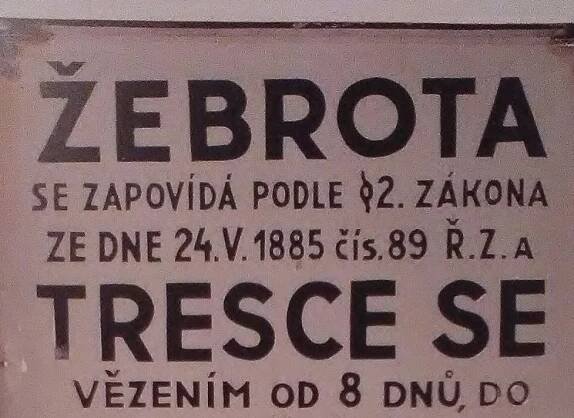 ŽEBROTA
SE ZAPOVÍDÁ PODLE §2. ZÁKONA
ZE DNE 24.V.1885 čís.89 Ř.Z. A
TRESCE SE
VĚZENÍM OD 8 DNŮ, DO